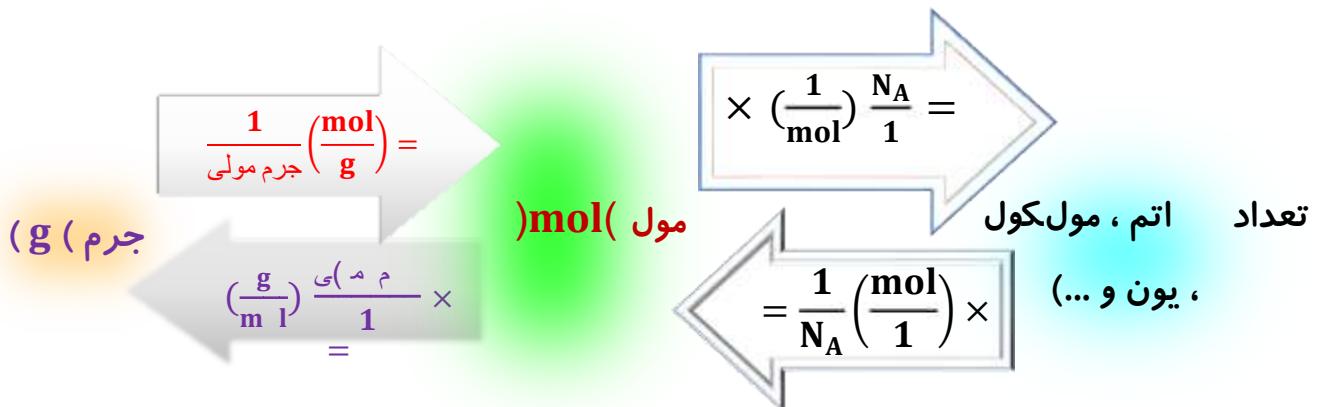 1/جرم مولی (mol/g) =
× (1/mol) N_A/1 =
جرم ( g )
مول (mol)
تعداد اتم ، مولکول
، یون و ...)
(g/m l) /1 ×
=
= 1/N_A (mol/1) ×